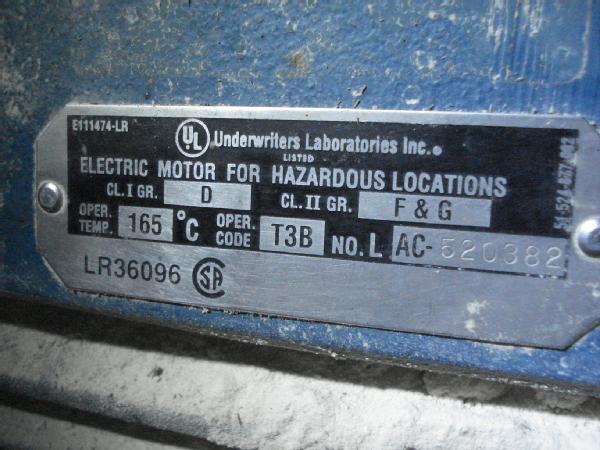 E111474-LR
UL Underwriters Laboratories Inc.®
LISTED
ELECTRIC MOTOR FOR HAZARDOUS LOCATIONS
CL. I GR. D CL. II GR. F & G
OPER. TEMP. 165 °C OPER. CODE T3B NO. L AC-520382
LR36096 SA